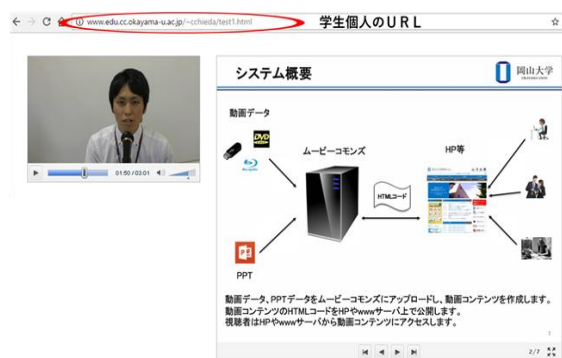 www.edu.cc.okayama-u.ac.jp/~cchieda/test1.html
学生個人のURL
システム概要
岡山大学
動画データ
DVD
ムービーコモンズ
HP等
HTMLコード
01:50 / 03:01
PPT
動画データ、PPTデータをムービーコモンズにアップロードし、動画コンテンツを作成します。
動画コンテンツのHTMLコードをHPやwwwサーバ上で公開します。
視聴者はHPやwwwサーバから動画コンテンツにアクセスします。
1
2/7